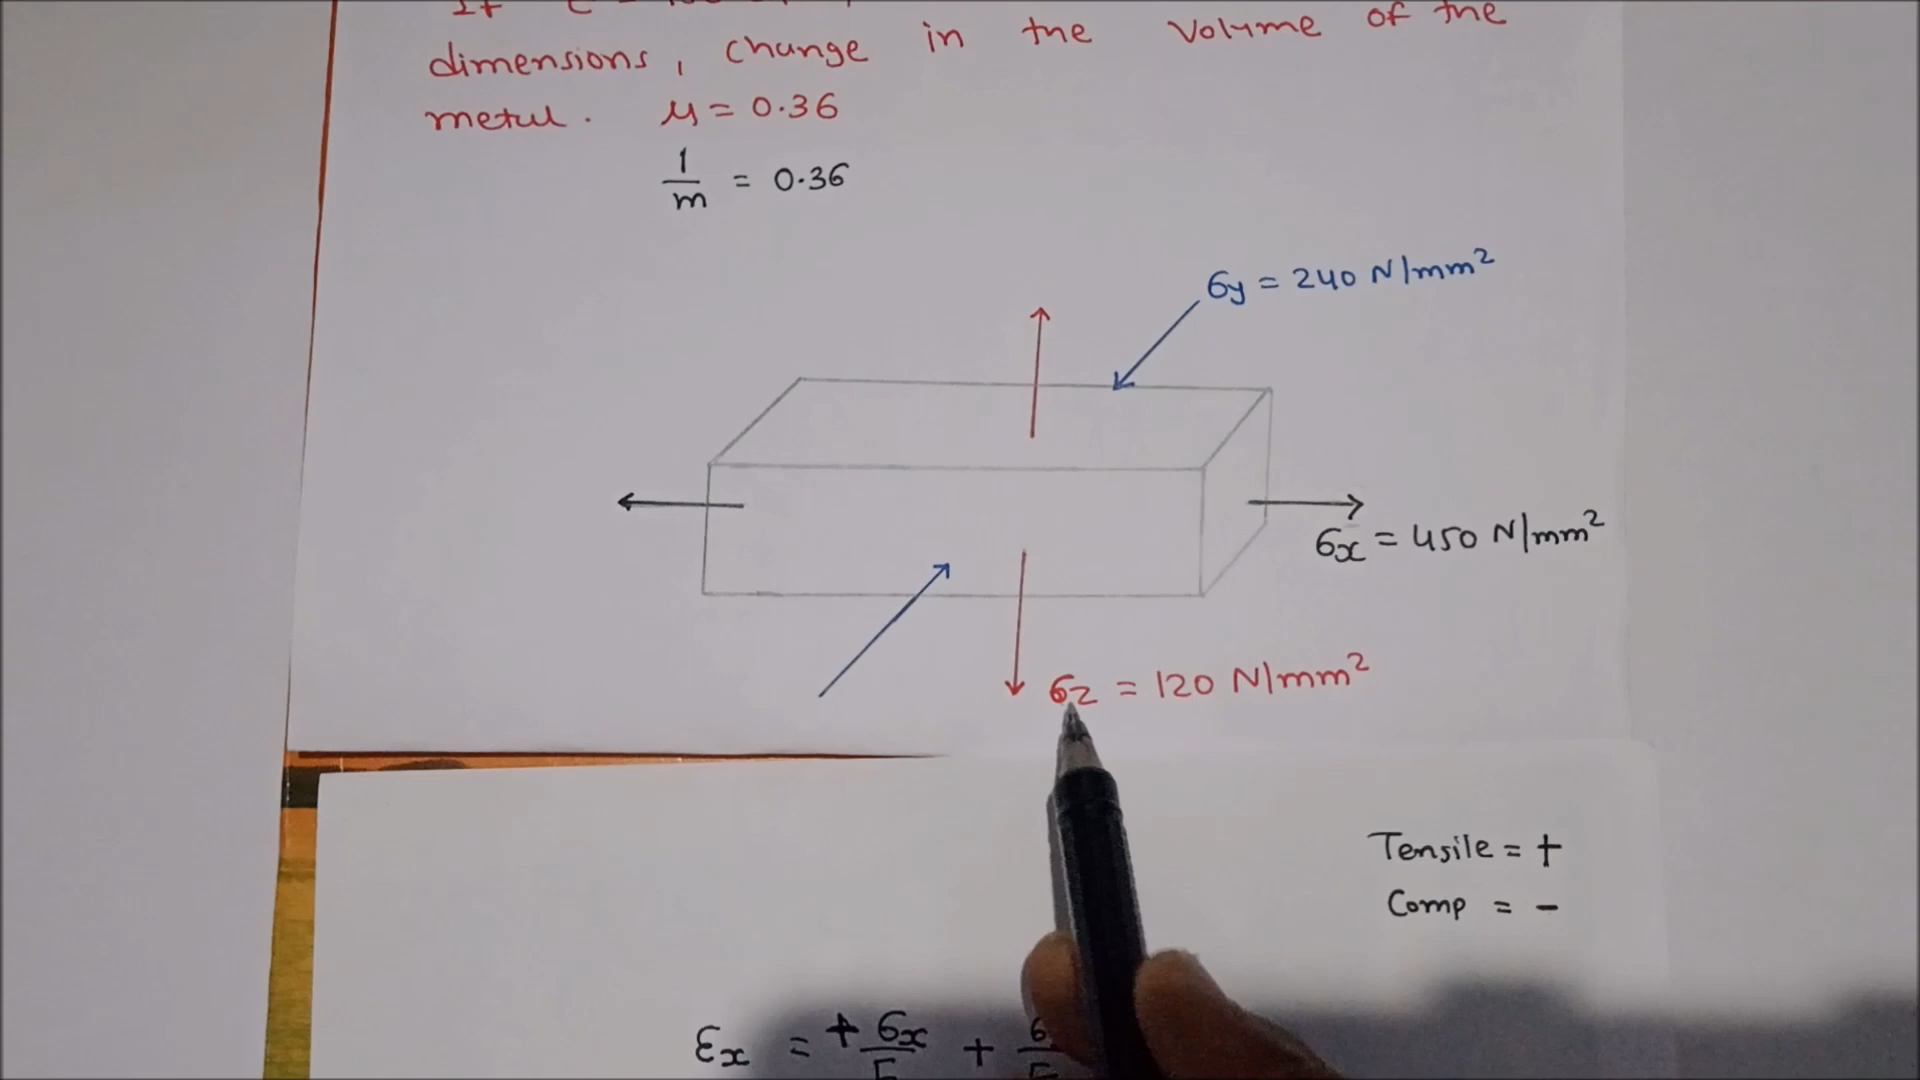 If
dimensions, change in the volume of the
metal. μ = 0.36
1/m = 0.36
σy = 240 N/mm²
σx = 450 N/mm²
σz = 120 N/mm²
Tensile = +
Comp = -
εx = + σx/E + σ/E